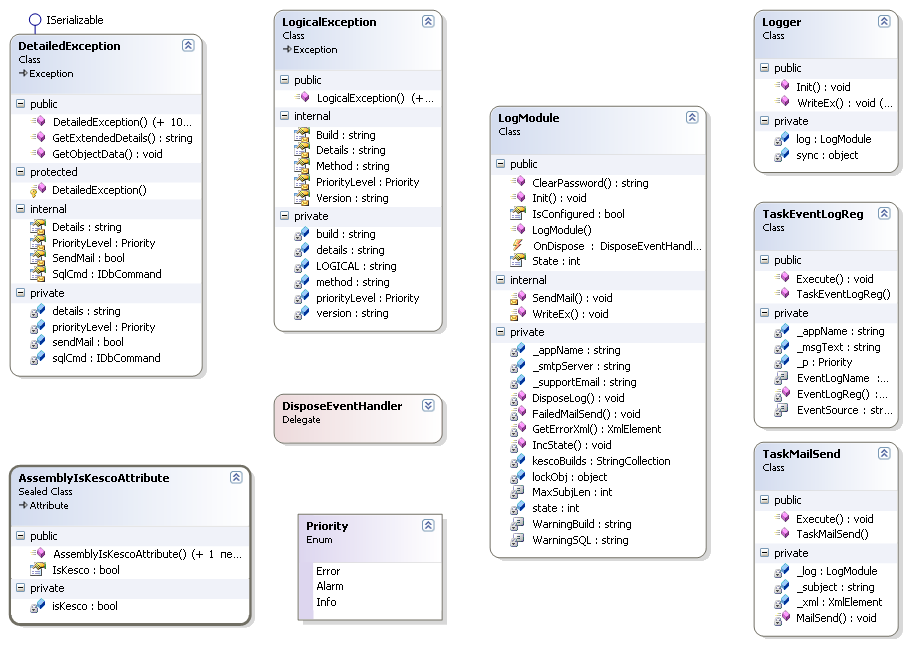 ISerializable
DetailedException
Class
Exception
public
DetailedException() (+ 10...
GetExtendedDetails() : string
GetObjectData() : void
protected
DetailedException()
internal
Details : string
PriorityLevel : Priority
SendMail : bool
SqlCmd : IDbCommand
private
details : string
priorityLevel : Priority
sendMail : bool
sqlCmd : IDbCommand
LogicalException
Class
Exception
public
LogicalException() (+...
internal
Build : string
Details : string
Method : string
PriorityLevel : Priority
Version : string
private
build : string
details : string
LOGICAL : string
method : string
priorityLevel : Priority
version : string
DisposeEventHandler
Delegate
AssemblyIsKescoAttribute
Sealed Class
Attribute
public
AssemblyIsKescoAttribute() (+ 1 ne...
IsKesco : bool
private
isKesco : bool
Priority
Enum
Error
Alarm
Info
LogModule
Class
public
ClearPassword() : string
Init() : void
IsConfigured : bool
LogModule()
OnDispose : DisposeEventHandl...
State : int
internal
SendMail() : void
WriteEx() : void
private
_appName : string
_smtpServer : string
_supportEmail : string
DisposeLog() : void
FailedMailSend() : void
GetErrorXml() : XmlElement
IncState() : void
kescoBuilds : StringCollection
lockObj : object
MaxSubjLen : int
state : int
WarningBuild : string
WarningSQL : string
Logger
Class
public
Init() : void
WriteEx() : void (...
private
log : LogModule
sync : object
TaskEventLogReg
Class
public
Execute() : void
TaskEventLogReg()
private
_appName : string
_msgText : string
_p : Priority
EventLogName :...
EventLogReg() :...
EventSource : str...
TaskMailSend
Class
public
Execute() : void
TaskMailSend()
private
_log : LogModule
_subject : string
_xml : XmlElement
MailSend() : void